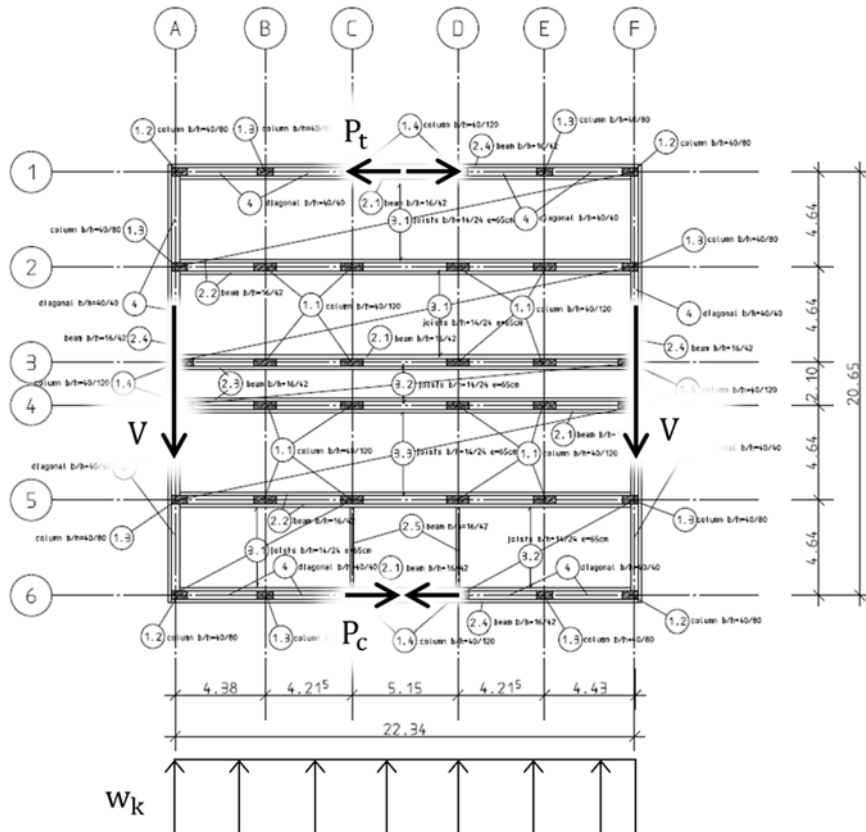 A B C D E F
1.2 column b/h=40/80
1.3 column b/h=40/80
Pt
1.4 column b/h=40/120
2.4 beam b/h=16/42
1.3 column b/h=40/80
1.2 column b/h=40/80
1
4 diagonal b/h=40/40
2.1 beam b/h=16/42
3.1 joists b/h=14/24 e=65cm
4 diagonal b/h=40/40
4.64
column b/h=40/80 1.3
1.3 column b/h=40/80
2
diagonal b/h=40/40 4
2.2 beam b/h=16/42
1.1 column b/h=40/120
3.1 joists b/h=14/24 e=65cm
1.1 column b/h=40/120
4 diagonal b/h=40/40
4.64
beam b/h=16/42 2.4
2.1 beam b/h=16/42
2.4 beam b/h=16/42
3
column b/h=40/120 1.4
2.3 beam b/h=16/42
3.2 joists b/h=14/24 e=65cm
column b/h=40/120
2.10
20.65
4
V
1.1 column b/h=40/120
3.3 joists b/h=14/24 e=65cm
1.1 column b/h=40/120
2.1 beam
V
4.64
diagonal b/h=40/40
diagonal b/h=40/40
5
column b/h=40/80 1.3
2.2 beam b/h=16/42
2.5 beam b/h=16/42
1.3 column b/h=40/80
3.1 joists b/h=14/24 e=65cm
3.2 joists b/h=14/24 e=65cm
4 diagonal b/h=40/40
2.1 beam b/h=16/42
4 diagonal b/h=40/40
4.64
6
1.2 column b/h=40/80
1.3 column
Pc
1.4 column b/h=40/120
2.4 beam b/h=16/42
1.3 column b/h=40/80
1.2 column b/h=40/80
4.38 4.21⁵ 5.15 4.21⁵ 4.43
22.34
wk